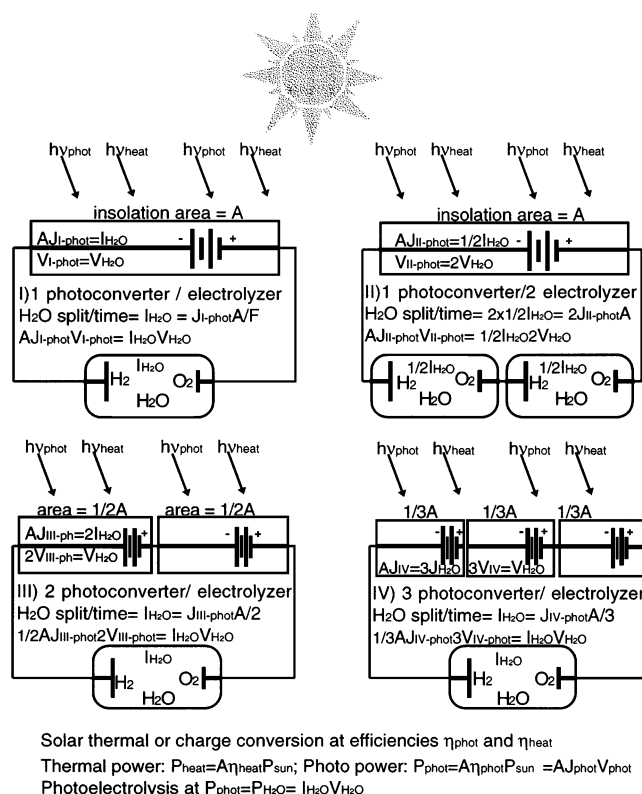 hνphot hνheat hνphot hνheat
insolation area = A
AJI-phot=IH2O - +
VI-phot=VH2O
I)1 photoconverter / electrolyzer
H2O split/time= IH2O = JI-photA/F
AJI-photVI-phot= IH2OVH2O
IH2O
H2 O2
H2O
hνphot hνheat hνphot hνheat
insolation area = A
AJII-phot=1/2IH2O - +
VII-phot=2VH2O
II)1 photoconverter/2 electrolyzer
H2O split/time= 2x1/2IH2O= 2JII-photA
AJII-photVII-phot= 1/2IH2O2VH2O
1/2IH2O 1/2IH2O
H2 O2 H2 O2
H2O H2O
hνphot hνheat hνphot hνheat
area = 1/2A area = 1/2A
AJIII-ph=2IH2O + - +
2VIII-ph=VH2O
III) 2 photoconverter/ electrolyzer
H2O split/time= IH2O= JIII-photA/2
1/2AJIII-phot2VIII-phot= IH2OVH2O
IH2O
H2 O2
H2O
hνphot hνheat hνphot hνheat
1/3A 1/3A 1/3A
- + - + - +
AJIV=3JH2O 3VIV=VH2O
IV) 3 photoconverter/ electrolyzer
H2O split/time= IH2O= JIV-photA/3
1/3AJIV-phot3VIV-phot= IH2OVH2O
IH2O
H2 O2
H2O
Solar thermal or charge conversion at efficiencies ηphot and ηheat
Thermal power: Pheat=AηheatPsun; Photo power: Pphot=AηphotPsun =AJphotVphot
Photoelectrolysis at Pphot=PH2O= IH2OVH2O